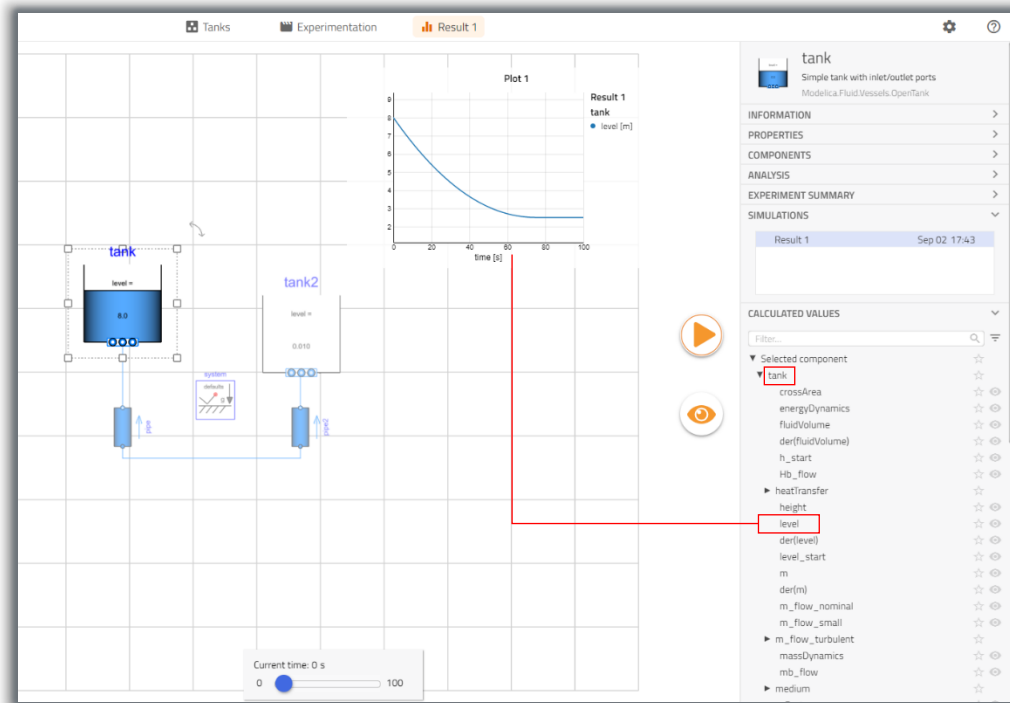 Tanks
Experimentation
Result 1
tank
Simple tank with inlet/outlet ports
Modelica.Fluid.Vessels.OpenTank
INFORMATION
PROPERTIES
COMPONENTS
ANALYSIS
EXPERIMENT SUMMARY
SIMULATIONS
Result 1 Sep 02 17:43
CALCULATED VALUES
Filter...
Selected component
tank
crossArea
energyDynamics
fluidVolume
der(fluidVolume)
h_start
Hb_flow
heatTransfer
height
level
der(level)
level_start
m
der(m)
m_flow_nominal
m_flow_small
m_flow_turbulent
massDynamics
mb_flow
medium
Plot 1
Result 1
tank
level [m]
9
8
7
6
5
4
3
2
0 20 40 60 80 100
time [s]
tank
level =
8.0
tank2
level =
0.010
system
defaults
g
pipe
pipe2
Current time: 0 s
0 100